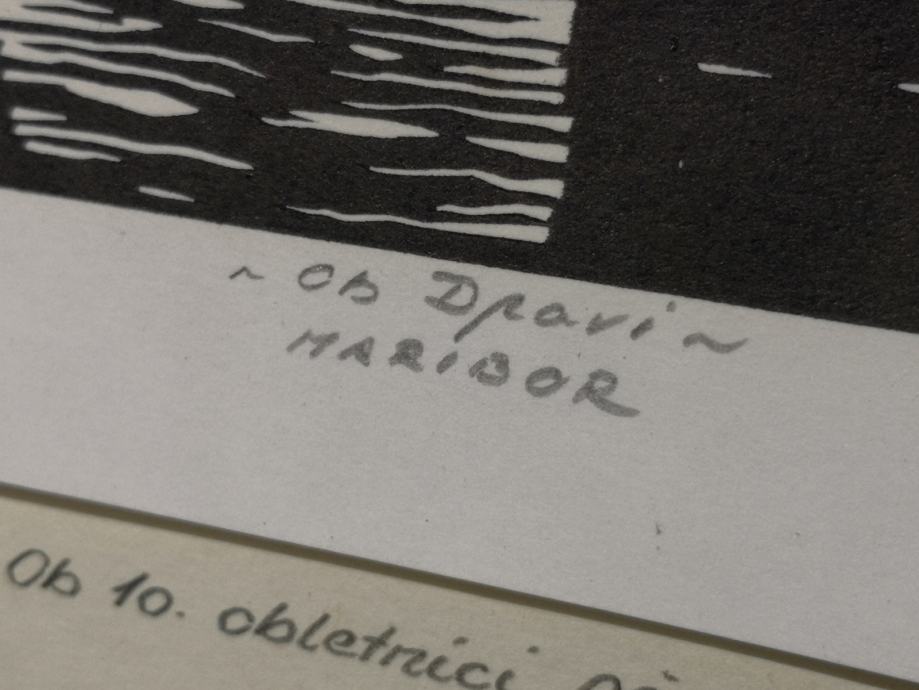 ~ Ob Dravi ~
MARIBOR
Ob 10. obletnici